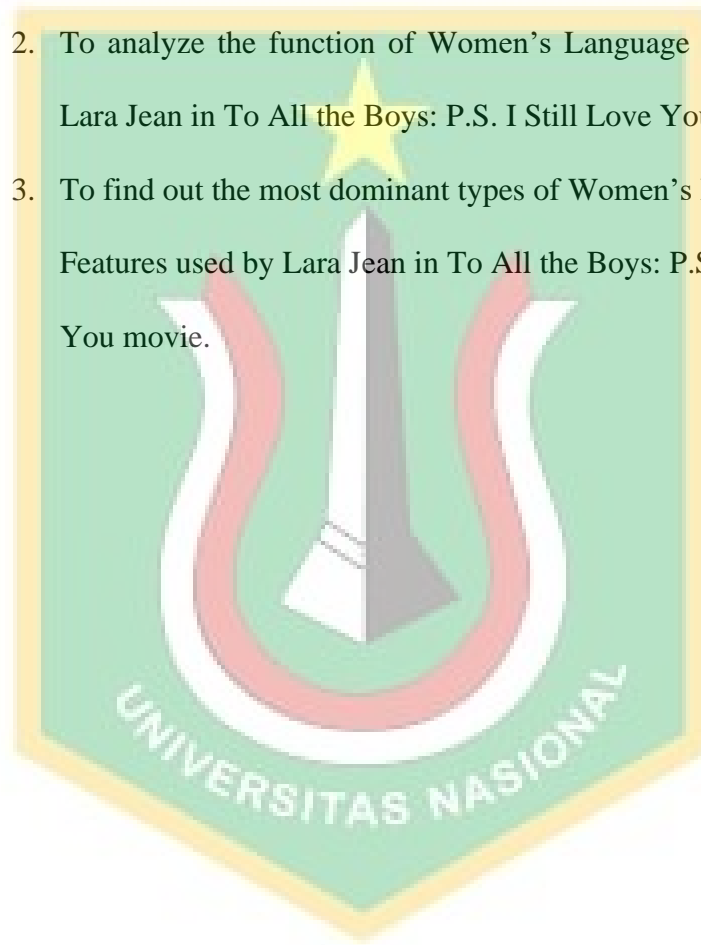 2. To analyze the function of Women’s Language
Lara Jean in To All the Boys: P.S. I Still Love
3. To find out the most dominant types of Women’s
Features used by Lara Jean in To All the Boys:
You movie.
UNIVERSITAS NASIONAL